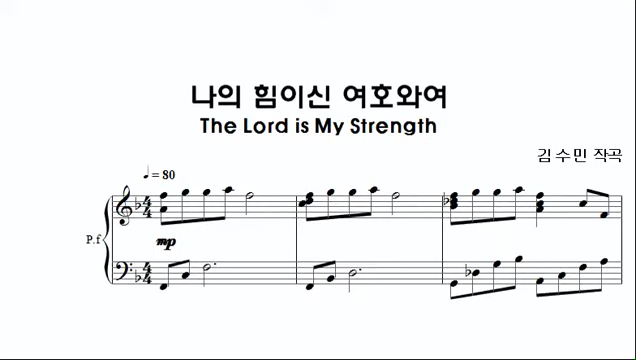 나의 힘이신 여호와여
The Lord is My Strength
김 수 민 작곡
♩= 80
P.f
mp